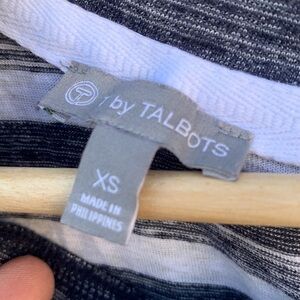 T by TALBOTS
XS
MADE IN
PHILIPPINES